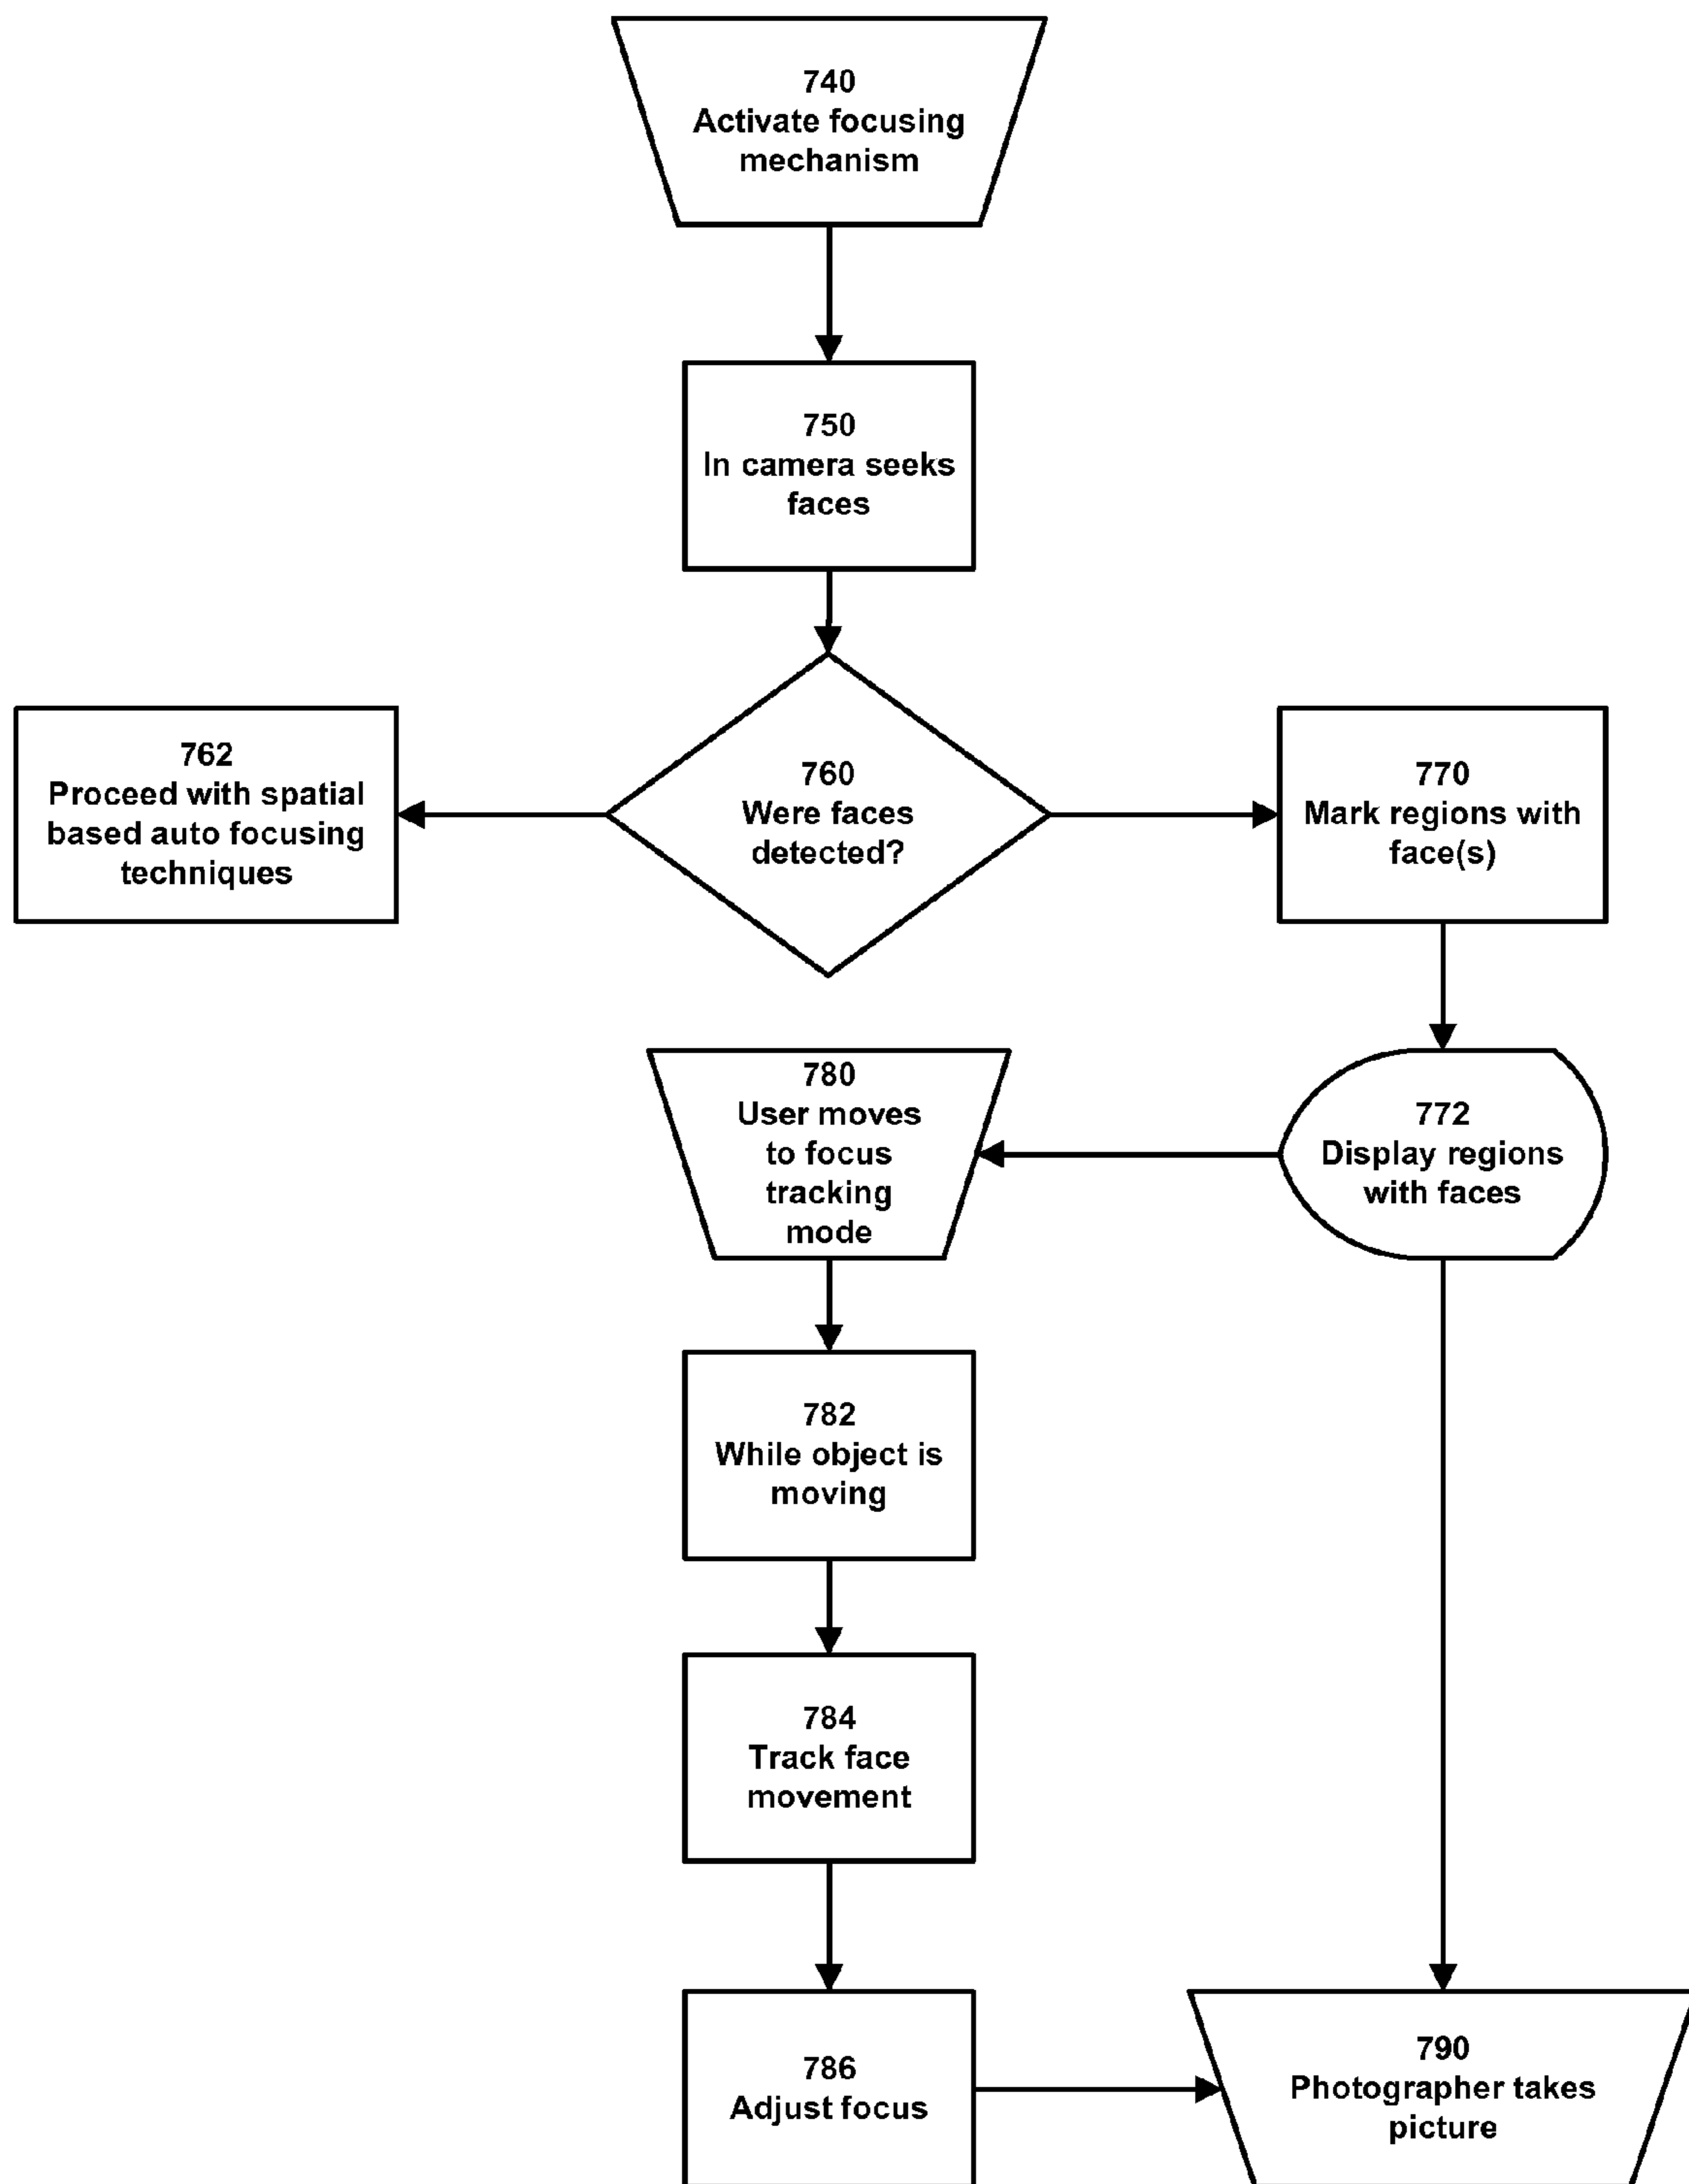 740
Activate focusing
mechanism
750
In camera seeks
faces
762
Proceed with spatial
based auto focusing
techniques
760
Were faces
detected?
770
Mark regions with
face(s)
780
User moves
to focus
tracking
mode
772
Display regions
with faces
782
While object is
moving
784
Track face
movement
786
Adjust focus
790
Photographer takes
picture